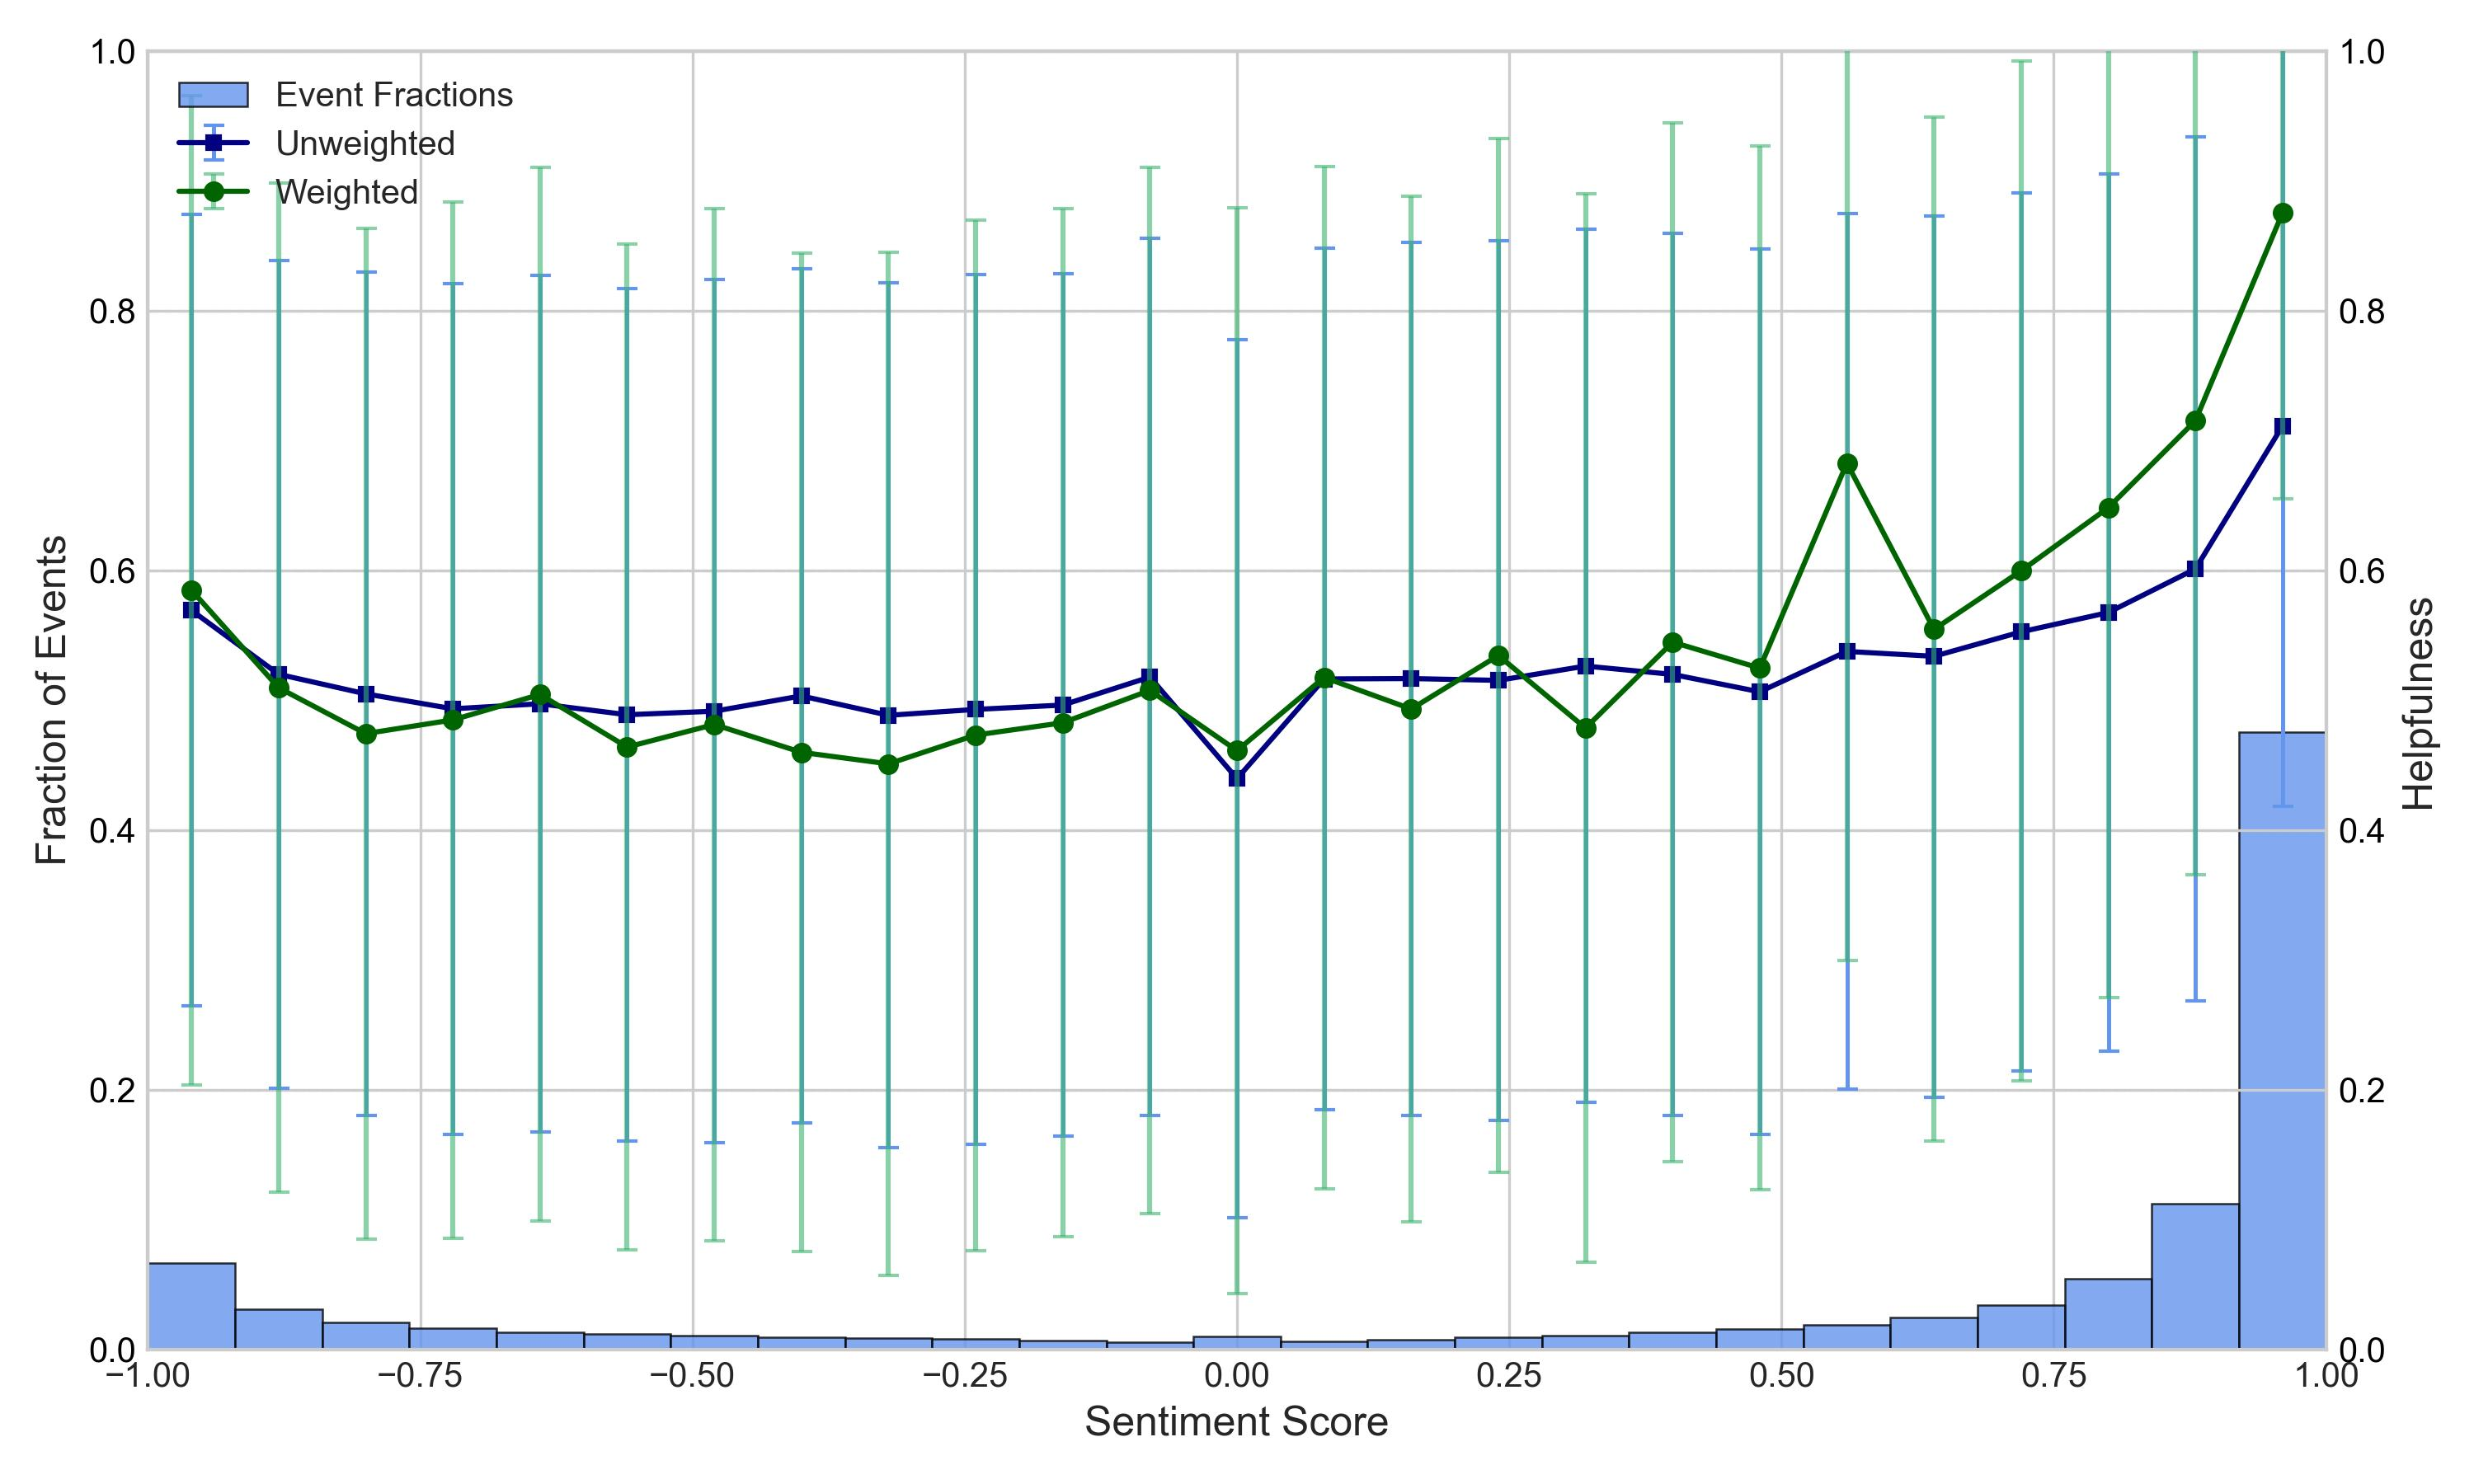 Event Fractions
Unweighted
Weighted
1.0
0.8
0.6
0.4
0.2
0.0
Fraction of Events
1.0
0.8
0.6
0.4
0.2
0.0
Helpfulness
−1.00 −0.75 −0.50 −0.25 0.00 0.25 0.50 0.75 1.00
Sentiment Score